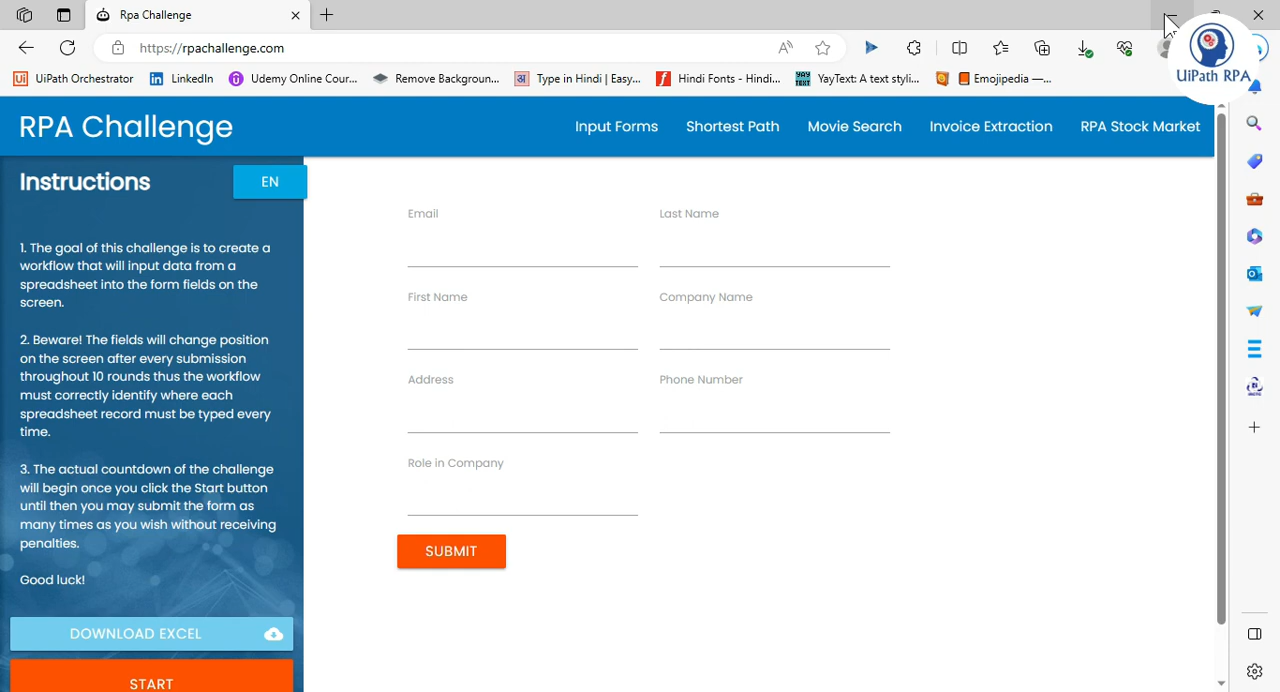 Rpa Challenge
https://rpachallenge.com
UiPath Orchestrator LinkedIn Udemy Online Cour... Remove Backgroun... Type in Hindi | Easy... Hindi Fonts - Hindi... YayText: A text styli... Emojipedia —...
UiPath RPA
RPA Challenge
Input Forms Shortest Path Movie Search Invoice Extraction RPA Stock Market
Instructions
EN
1. The goal of this challenge is to create a
workflow that will input data from a
spreadsheet into the form fields on the
screen.
2. Beware! The fields will change position
on the screen after every submission
throughout 10 rounds thus the workflow
must correctly identify where each
spreadsheet record must be typed every
time.
3. The actual countdown of the challenge
will begin once you click the Start button
until then you may submit the form as
many times as you wish without receiving
penalties.
Good luck!
DOWNLOAD EXCEL
START
Email
Last Name
First Name
Company Name
Address
Phone Number
Role in Company
SUBMIT